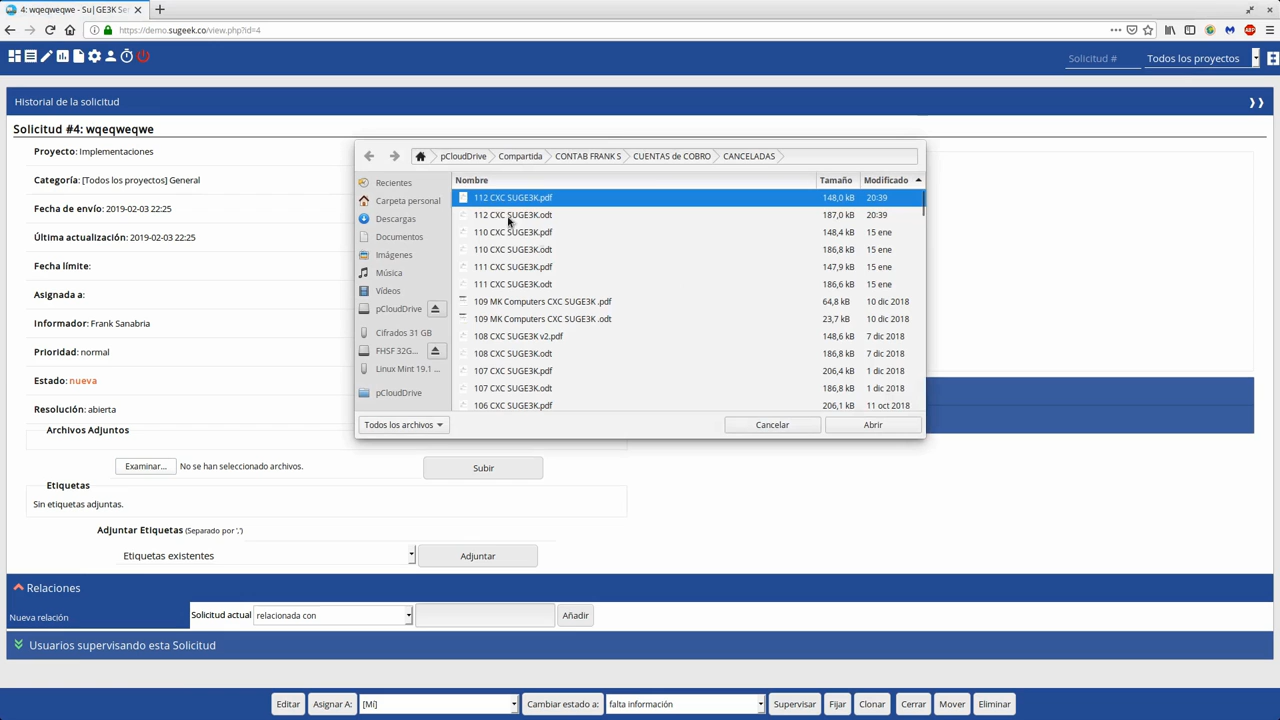 4: wqeqweqwe - Su|GE3K Se
https://demo.sugeek.co/view.php?id=4
Solicitud #
Todos los proyectos
Historial de la solicitud
Solicitud #4: wqeqweqwe
Proyecto: Implementaciones
Categoría: [Todos los proyectos] General
Fecha de envío: 2019-02-03 22:25
Última actualización: 2019-02-03 22:25
Fecha límite:
Asignada a:
Informador: Frank Sanabria
Prioridad: normal
Estado: nueva
Resolución: abierta
Archivos Adjuntos
Examinar... No se han seleccionado archivos. Subir
Etiquetas
Sin etiquetas adjuntas.
Adjuntar Etiquetas (Separado por ',')
Etiquetas existentes Adjuntar
Relaciones
Nueva relación Solicitud actual relacionada con Añadir
Usuarios supervisando esta Solicitud
Editar Asignar A: [Mí] Cambiar estado a: falta información Supervisar Fijar Clonar Cerrar Mover Eliminar
pCloudDrive Compartida CONTAB FRANK S CUENTAS de COBRO CANCELADAS
Recientes
Carpeta personal
Descargas
Documentos
Imágenes
Música
Vídeos
pCloudDrive
Cifrados 31 GB
FHSF 32G...
Linux Mint 19.1 ...
pCloudDrive
Nombre Tamaño Modificado
112 CXC SUGE3K.pdf 148,0 kB 20:39
112 CXC SUGE3K.odt 187,0 kB 20:39
110 CXC SUGE3K.pdf 148,4 kB 15 ene
110 CXC SUGE3K.odt 186,8 kB 15 ene
111 CXC SUGE3K.pdf 147,9 kB 15 ene
111 CXC SUGE3K.odt 186,6 kB 15 ene
109 MK Computers CXC SUGE3K .pdf 64,8 kB 10 dic 2018
109 MK Computers CXC SUGE3K .odt 23,7 kB 10 dic 2018
108 CXC SUGE3K v2.pdf 148,6 kB 7 dic 2018
108 CXC SUGE3K.odt 186,8 kB 7 dic 2018
107 CXC SUGE3K.pdf 206,4 kB 1 dic 2018
107 CXC SUGE3K.odt 186,8 kB 1 dic 2018
106 CXC SUGE3K.pdf 206,1 kB 11 oct 2018
Todos los archivos Cancelar Abrir